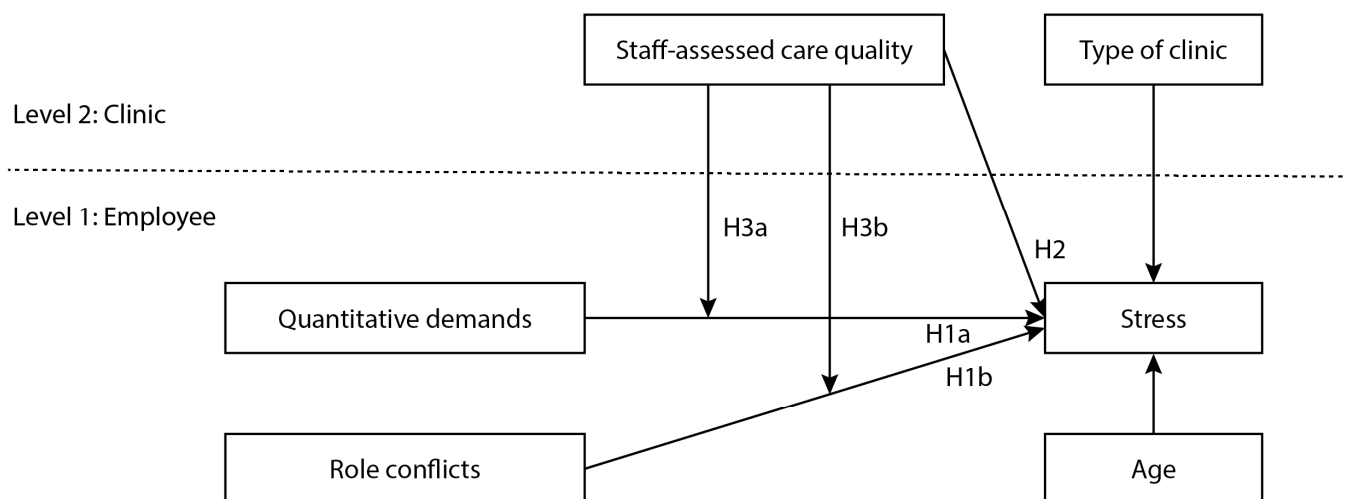 Staff-assessed care quality
Type of clinic
Level 2: Clinic
Level 1: Employee
H3a
H3b
H2
Quantitative demands
Stress
H1a
H1b
Role conflicts
Age